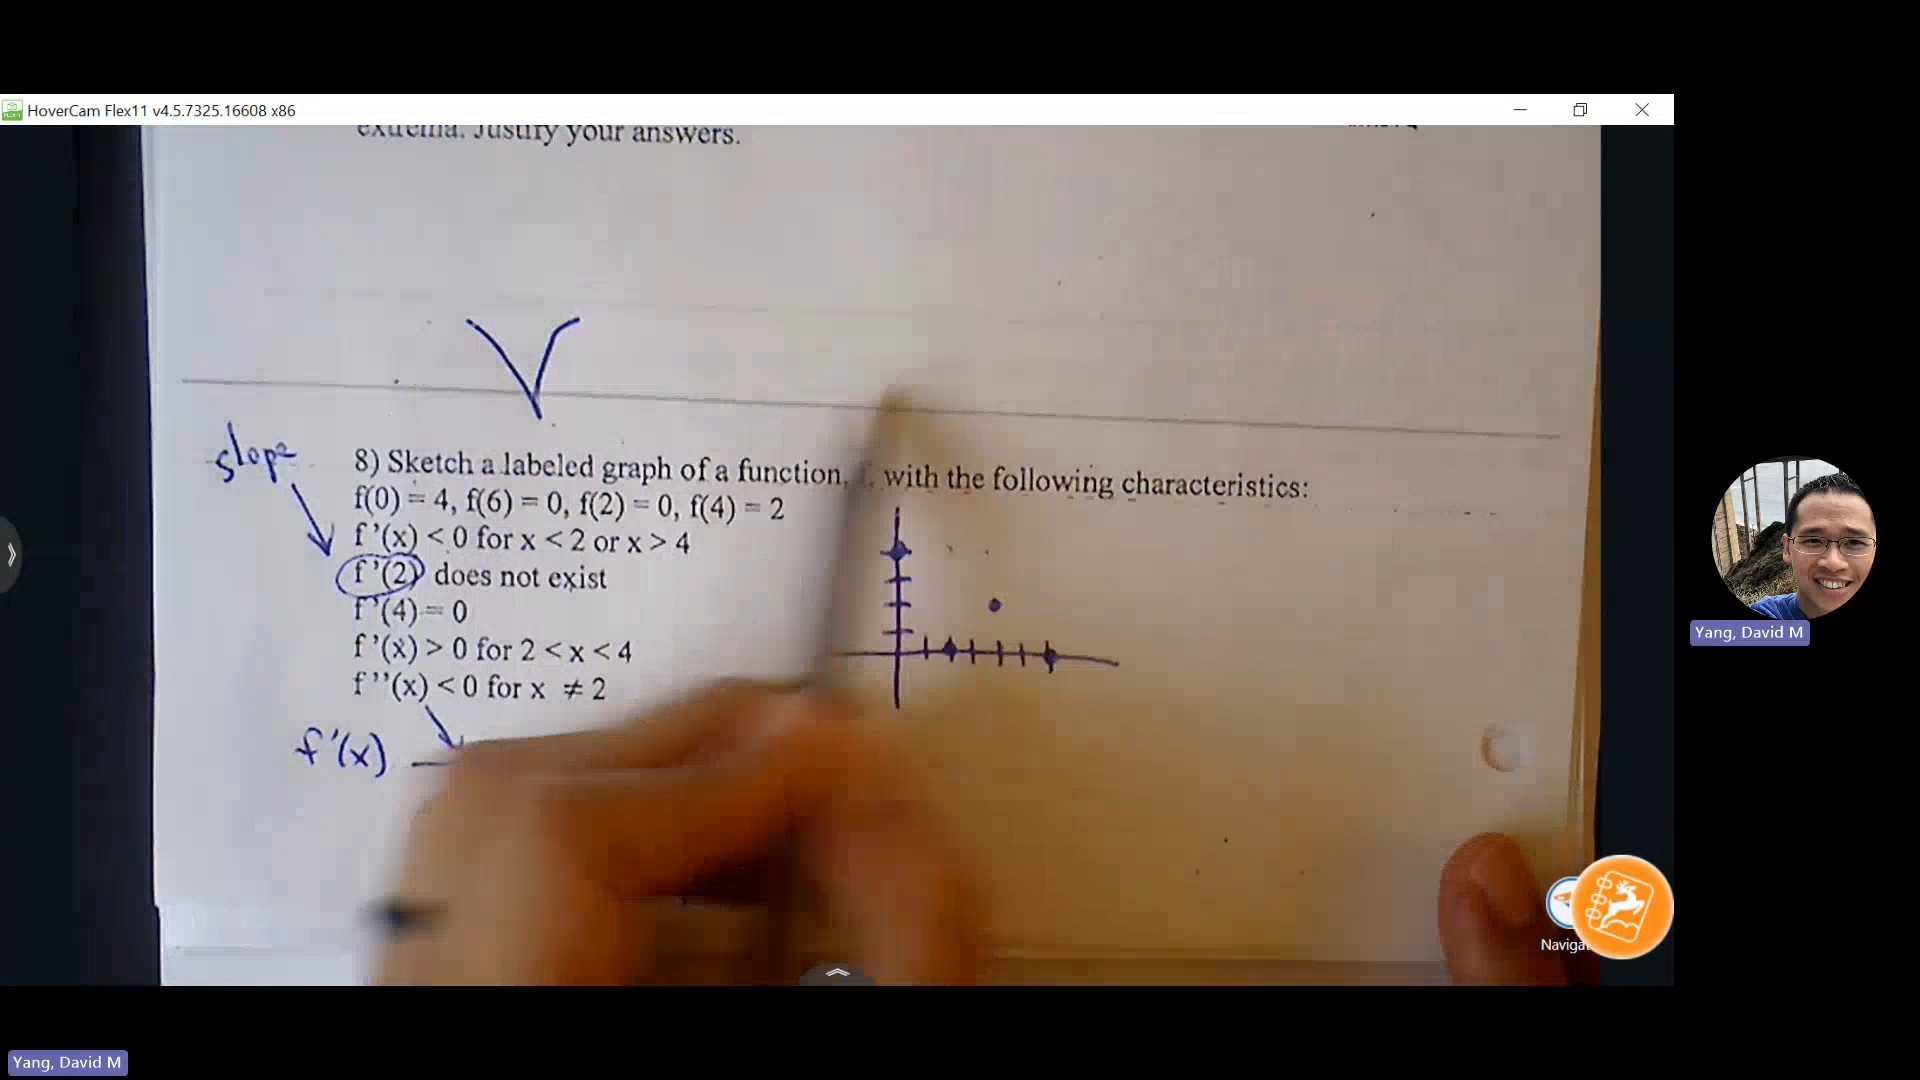 HoverCam Flex11 v4.5.7325.16608 x86
extrema. Justify your answers.
slope
8) Sketch a labeled graph of a function, f, with the following characteristics:
f(0) = 4, f(6) = 0, f(2) = 0, f(4) = 2
f '(x) < 0 for x < 2 or x > 4
f '(2) does not exist
f '(4) = 0
f '(x) > 0 for 2 < x < 4
f ''(x) < 0 for x ≠ 2
f'(x)
Yang, David M
Yang, David M